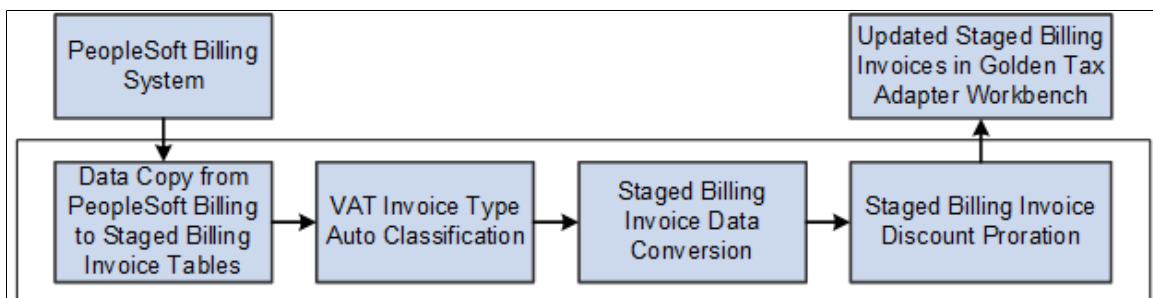 PeopleSoft Billing
System
Updated Staged Billing
Invoices in Golden Tax
Adapter Workbench
Data Copy from
PeopleSoft Billing
to Staged Billing
Invoice Tables
VAT Invoice Type
Auto Classification
Staged Billing
Invoice Data
Conversion
Staged Billing Invoice
Discount Proration